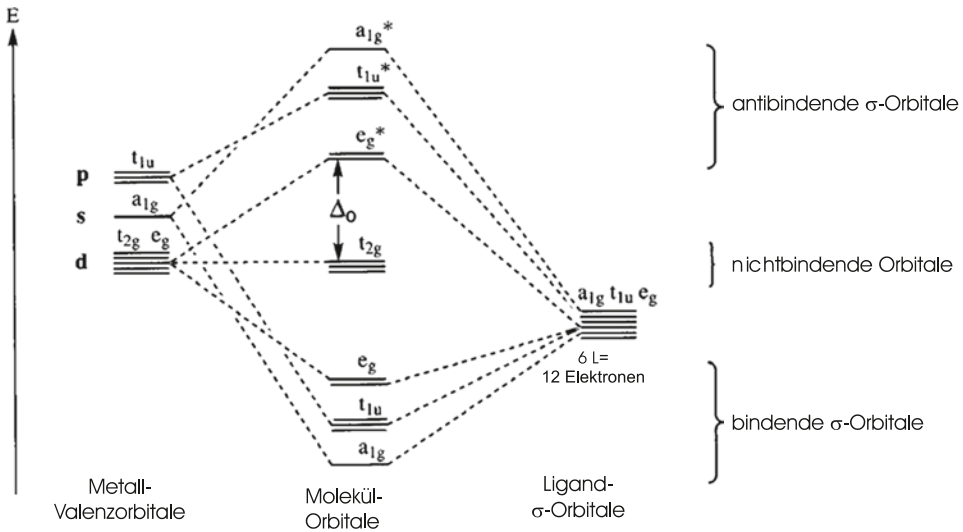 E
a1g*
t1u*
antibindende σ-Orbitale
eg*
t1u
p
a1g
s
Δo
t2g eg
d
t2g
nichtbindende Orbitale
a1g t1u eg
6 L=
12 Elektronen
eg
t1u
bindende σ-Orbitale
a1g
Metall-
Valenzorbitale
Molekül-
Orbitale
Ligand-
σ-Orbitale